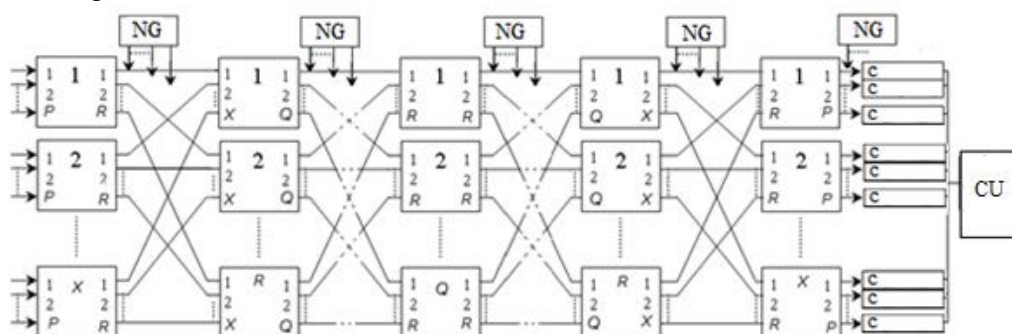 NG NG NG NG NG
1 1 1 1 1 1 1 1 1 1 1 1 1 1 1 C
2 2 2 2 2 2 2 2 2 2 C
P R X Q R R Q X R P C
1 2 1 1 2 1 1 2 1 1 2 1 1 2 1 C
2 2 2 2 2 2 2 2 2 2 C
P R X Q R R Q X R P C
CU
1 X 1 1 R 1 1 Q 1 1 R 1 1 X 1 C
2 2 2 2 2 2 2 2 2 2 C
P R X Q R R Q X R P C